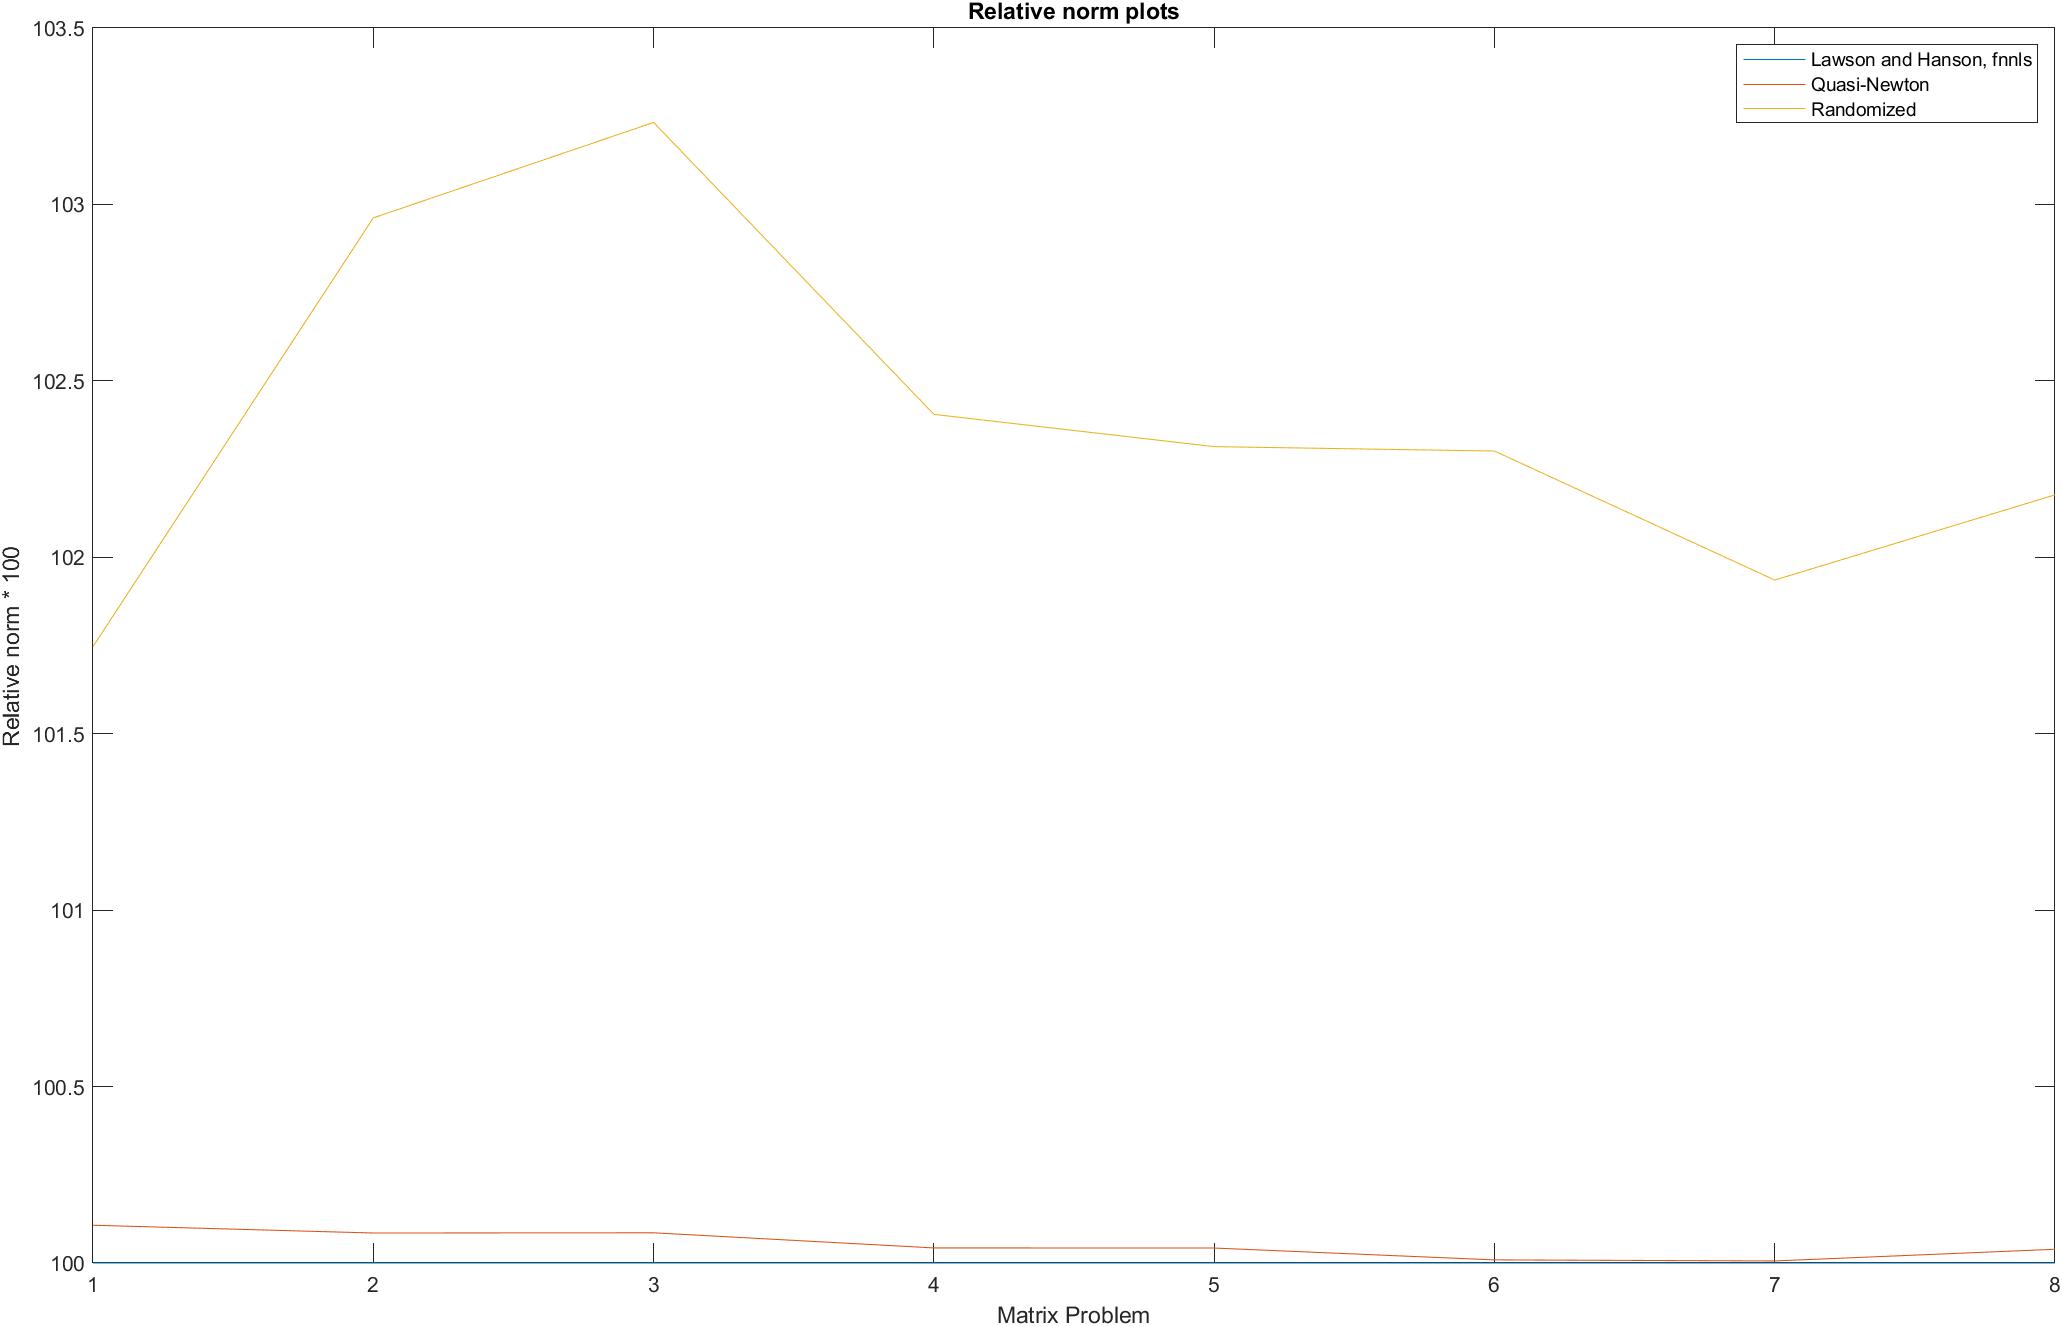 Relative norm plots
103.5
103
102.5
102
101.5
101
100.5
100
Relative norm * 100
Lawson and Hanson, fnnls
Quasi-Newton
Randomized
1 2 3 4 5 6 7 8
Matrix Problem